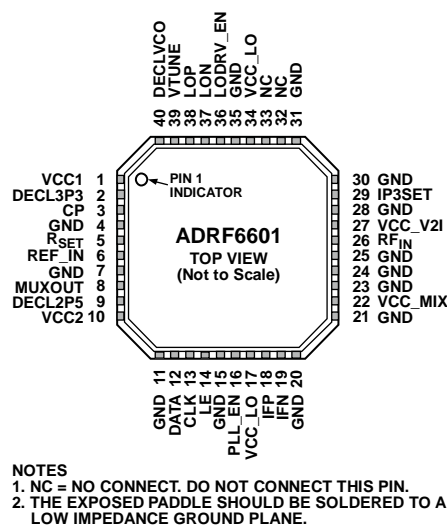 40 DECLVCO
39 VTUNE
38 LOP
37 LON
36 LODRV_EN
35 GND
34 VCC_LO
33 NC
32 NC
31 GND
VCC1 1
DECL3P3 2
CP 3
GND 4
RSET 5
REF_IN 6
GND 7
MUXOUT 8
DECL2P5 9
VCC2 10
PIN 1
INDICATOR
ADRF6601
TOP VIEW
(Not to Scale)
30 GND
29 IP3SET
28 GND
27 VCC_V2I
26 RFIN
25 GND
24 GND
23 GND
22 VCC_MIX
21 GND
GND 11
DATA 12
CLK 13
LE 14
GND 15
PLL_EN 16
VCC_LO 17
IFP 18
IFN 19
GND 20
NOTES
1. NC = NO CONNECT. DO NOT CONNECT THIS PIN.
2. THE EXPOSED PADDLE SHOULD BE SOLDERED TO A
LOW IMPEDANCE GROUND PLANE.